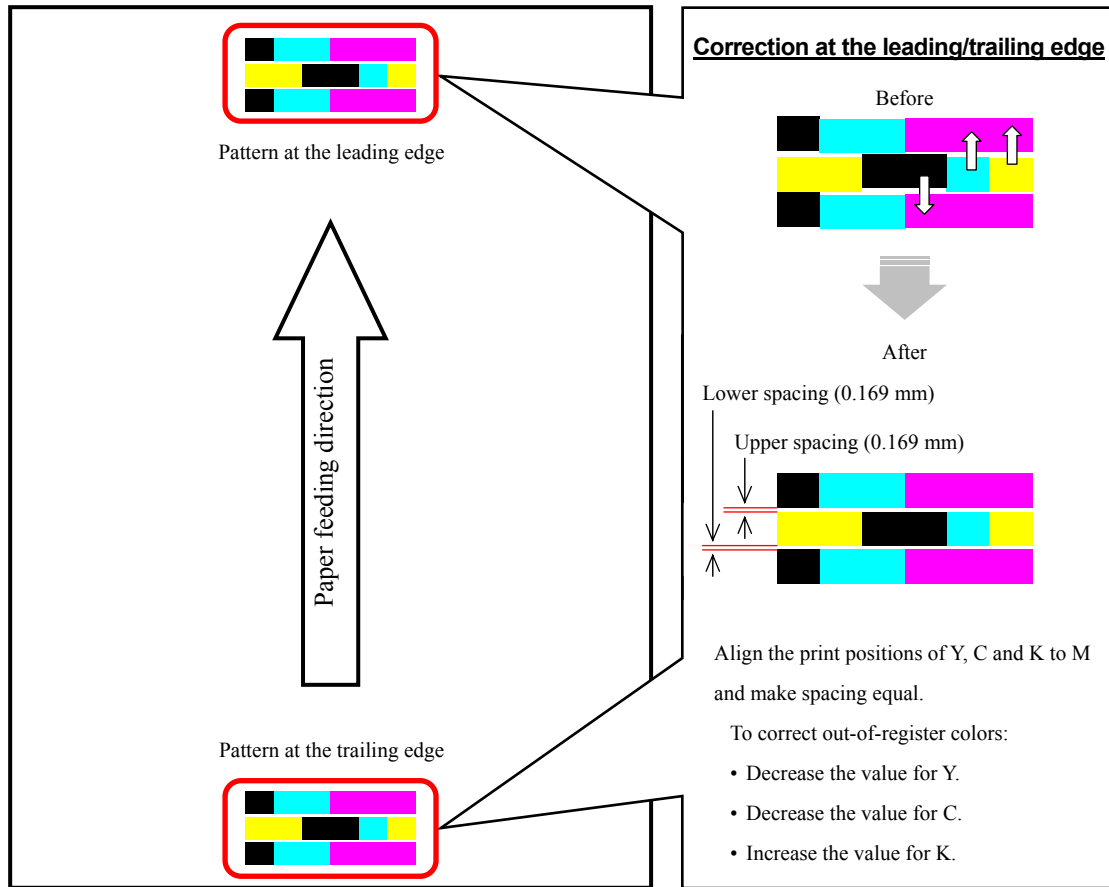 Pattern at the leading edge
Paper feeding direction
Pattern at the trailing edge
Correction at the leading/trailing edge
Before
After
Lower spacing (0.169 mm)
Upper spacing (0.169 mm)
Align the print positions of Y, C and K to M
and make spacing equal.
To correct out-of-register colors:
• Decrease the value for Y.
• Decrease the value for C.
• Increase the value for K.